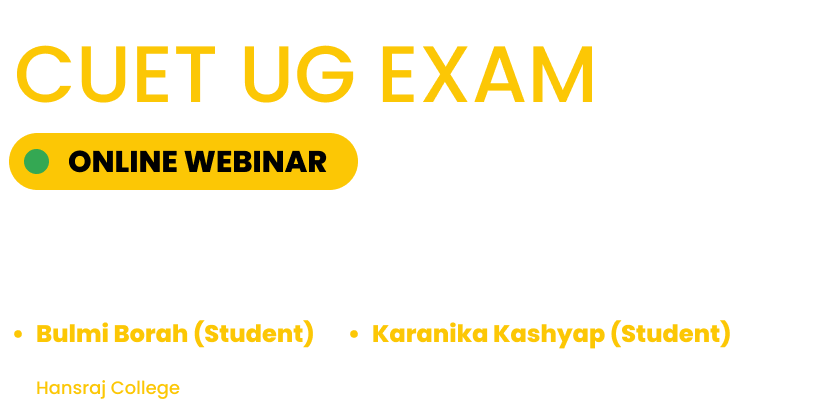 CUET UG EXAM
ONLINE WEBINAR
• Bulmi Borah (Student) • Karanika Kashyap (Student)
Hansraj College